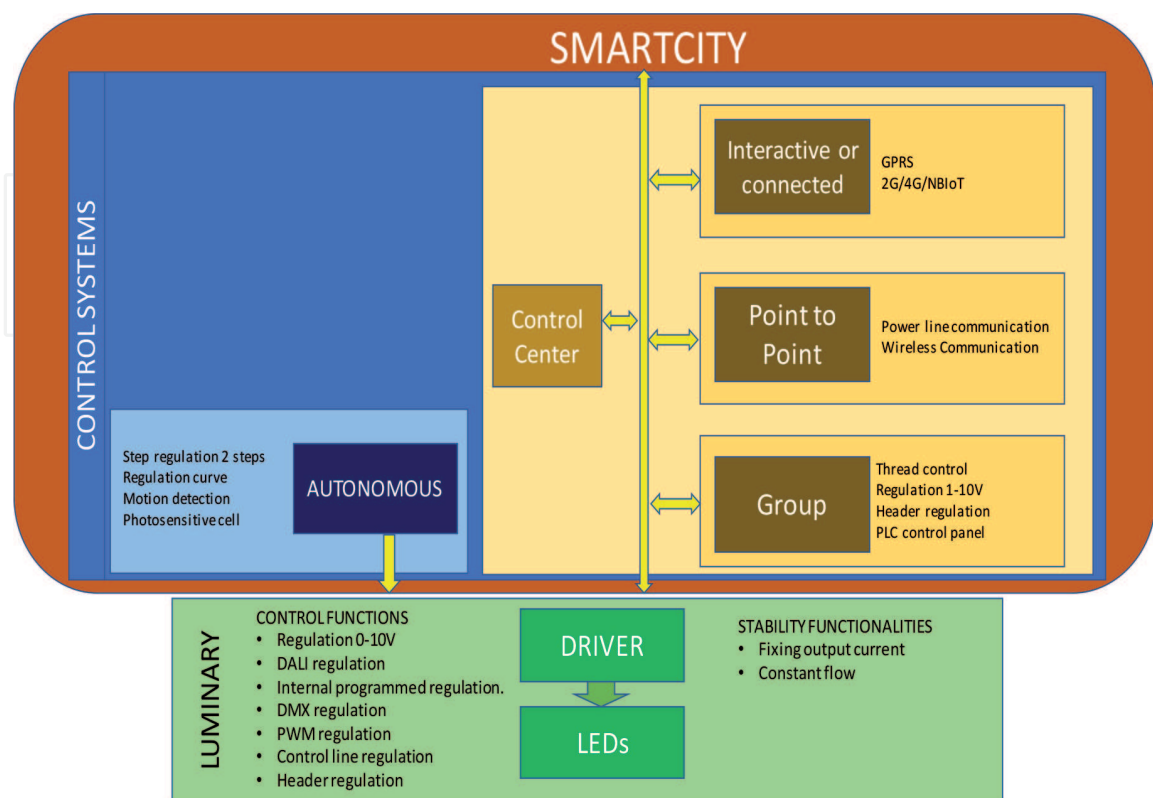 SMARTCITY
CONTROL SYSTEMS
Interactive or
connected
GPRS
2G/4G/NBIoT
Control
Center
Point to
Point
Power line communication
Wireless Communication
Step regulation 2 steps
Regulation curve
Motion detection
Photosensitive cell
AUTONOMOUS
Group
Thread control
Regulation 1-10V
Header regulation
PLC control panel
LUMINARY
CONTROL FUNCTIONS
• Regulation 0-10V
• DALI regulation
• Internal programmed regulation.
• DMX regulation
• PWM regulation
• Control line regulation
• Header regulation
DRIVER
LEDs
STABILITY FUNCTIONALITIES
• Fixing output current
• Constant flow